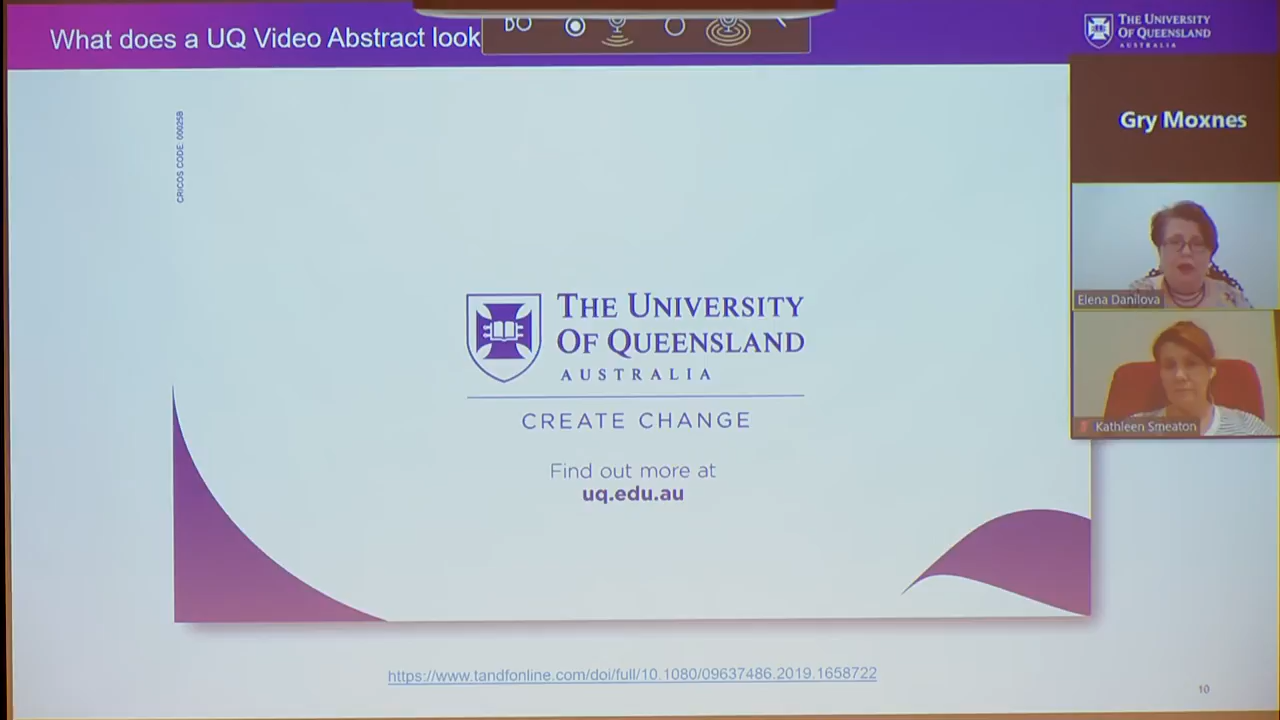 What does a UQ Video Abstract look
THE UNIVERSITY
OF QUEENSLAND
AUSTRALIA
Gry Moxnes
CRICOS CODE: 00025B
Elena Danilova
THE UNIVERSITY
OF QUEENSLAND
AUSTRALIA
CREATE CHANGE
Kathleen Smeaton
Find out more at
uq.edu.au
https://www.tandfonline.com/doi/full/10.1080/09637486.2019.1658722
10